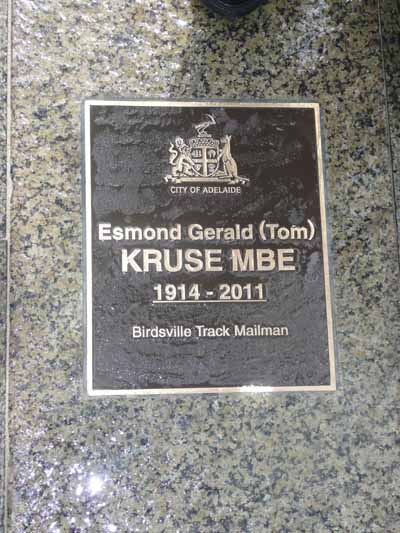 CITY OF ADELAIDE
Esmond Gerald (Tom)
KRUSE MBE
1914 - 2011
Birdsville Track Mailman